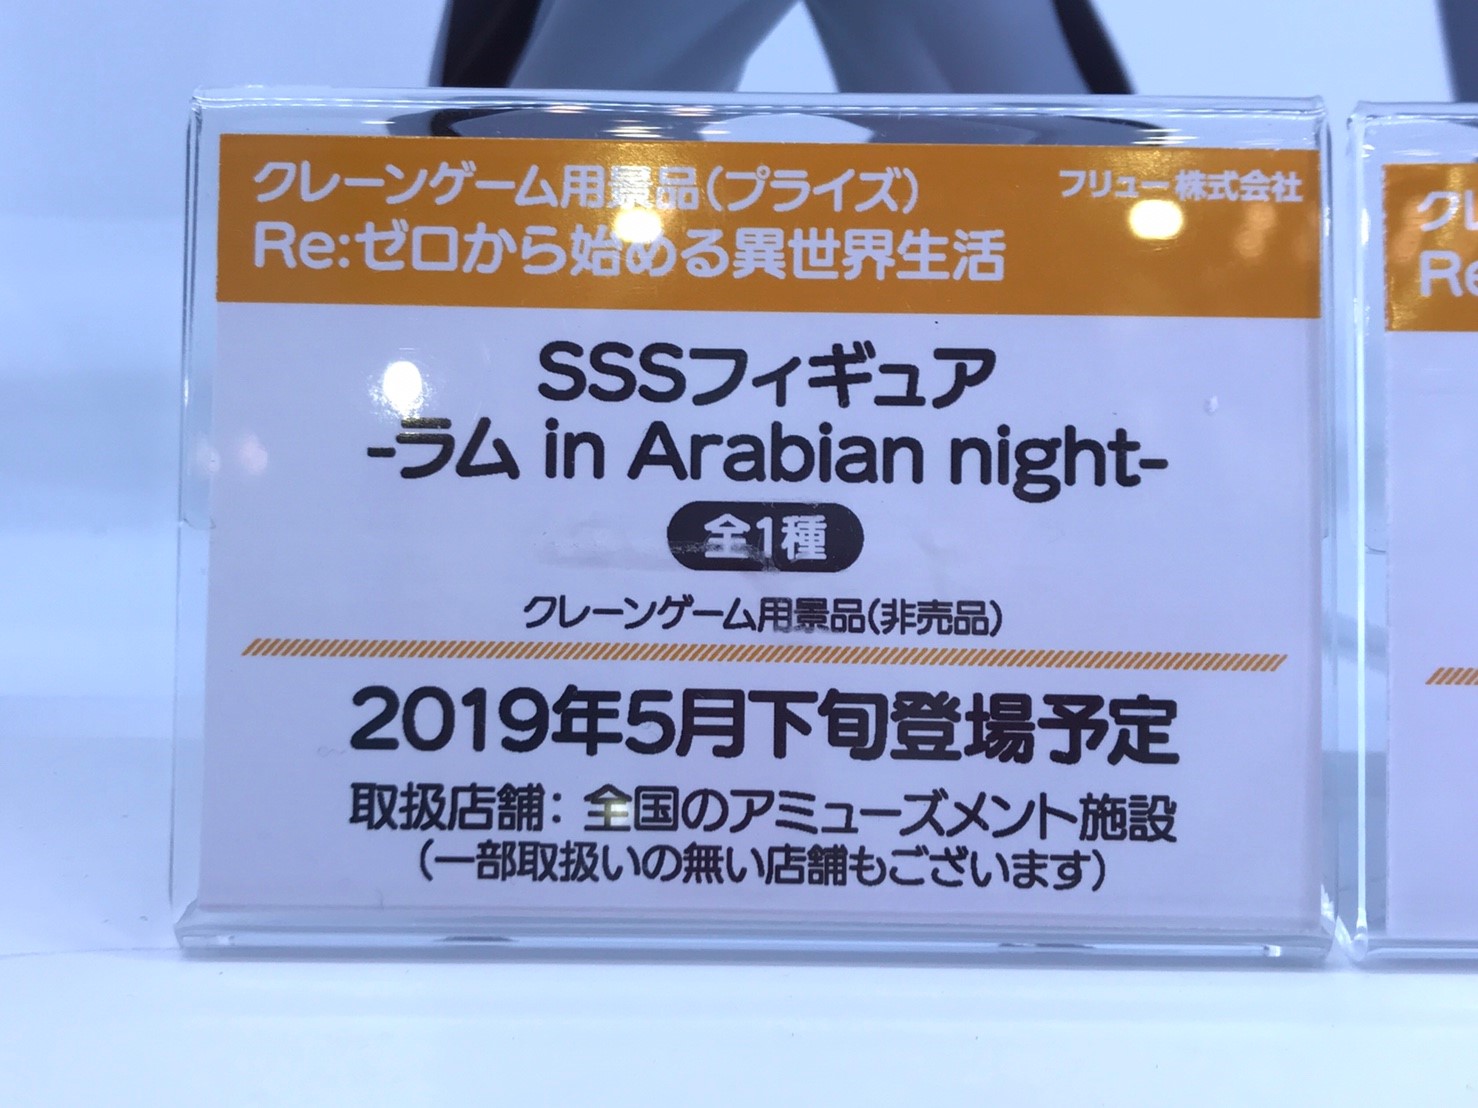 クレーンゲーム用景品(プライズ)
フリュー株式会社
Re:ゼロから始める異世界生活
SSSフィギュア
-ラム in Arabian night-
全1種
クレーンゲーム用景品(非売品)
2019年5月下旬登場予定
取扱店舗: 全国のアミューズメント施設
(一部取扱いの無い店舗もございます)
クレ
Re